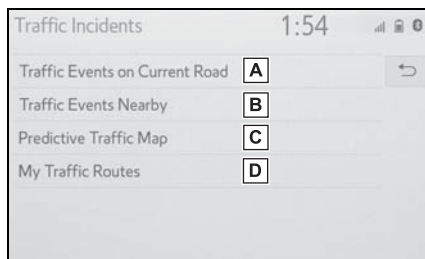 Traffic Incidents 1:54
Traffic Events on Current Road A
Traffic Events Nearby B
Predictive Traffic Map C
My Traffic Routes D